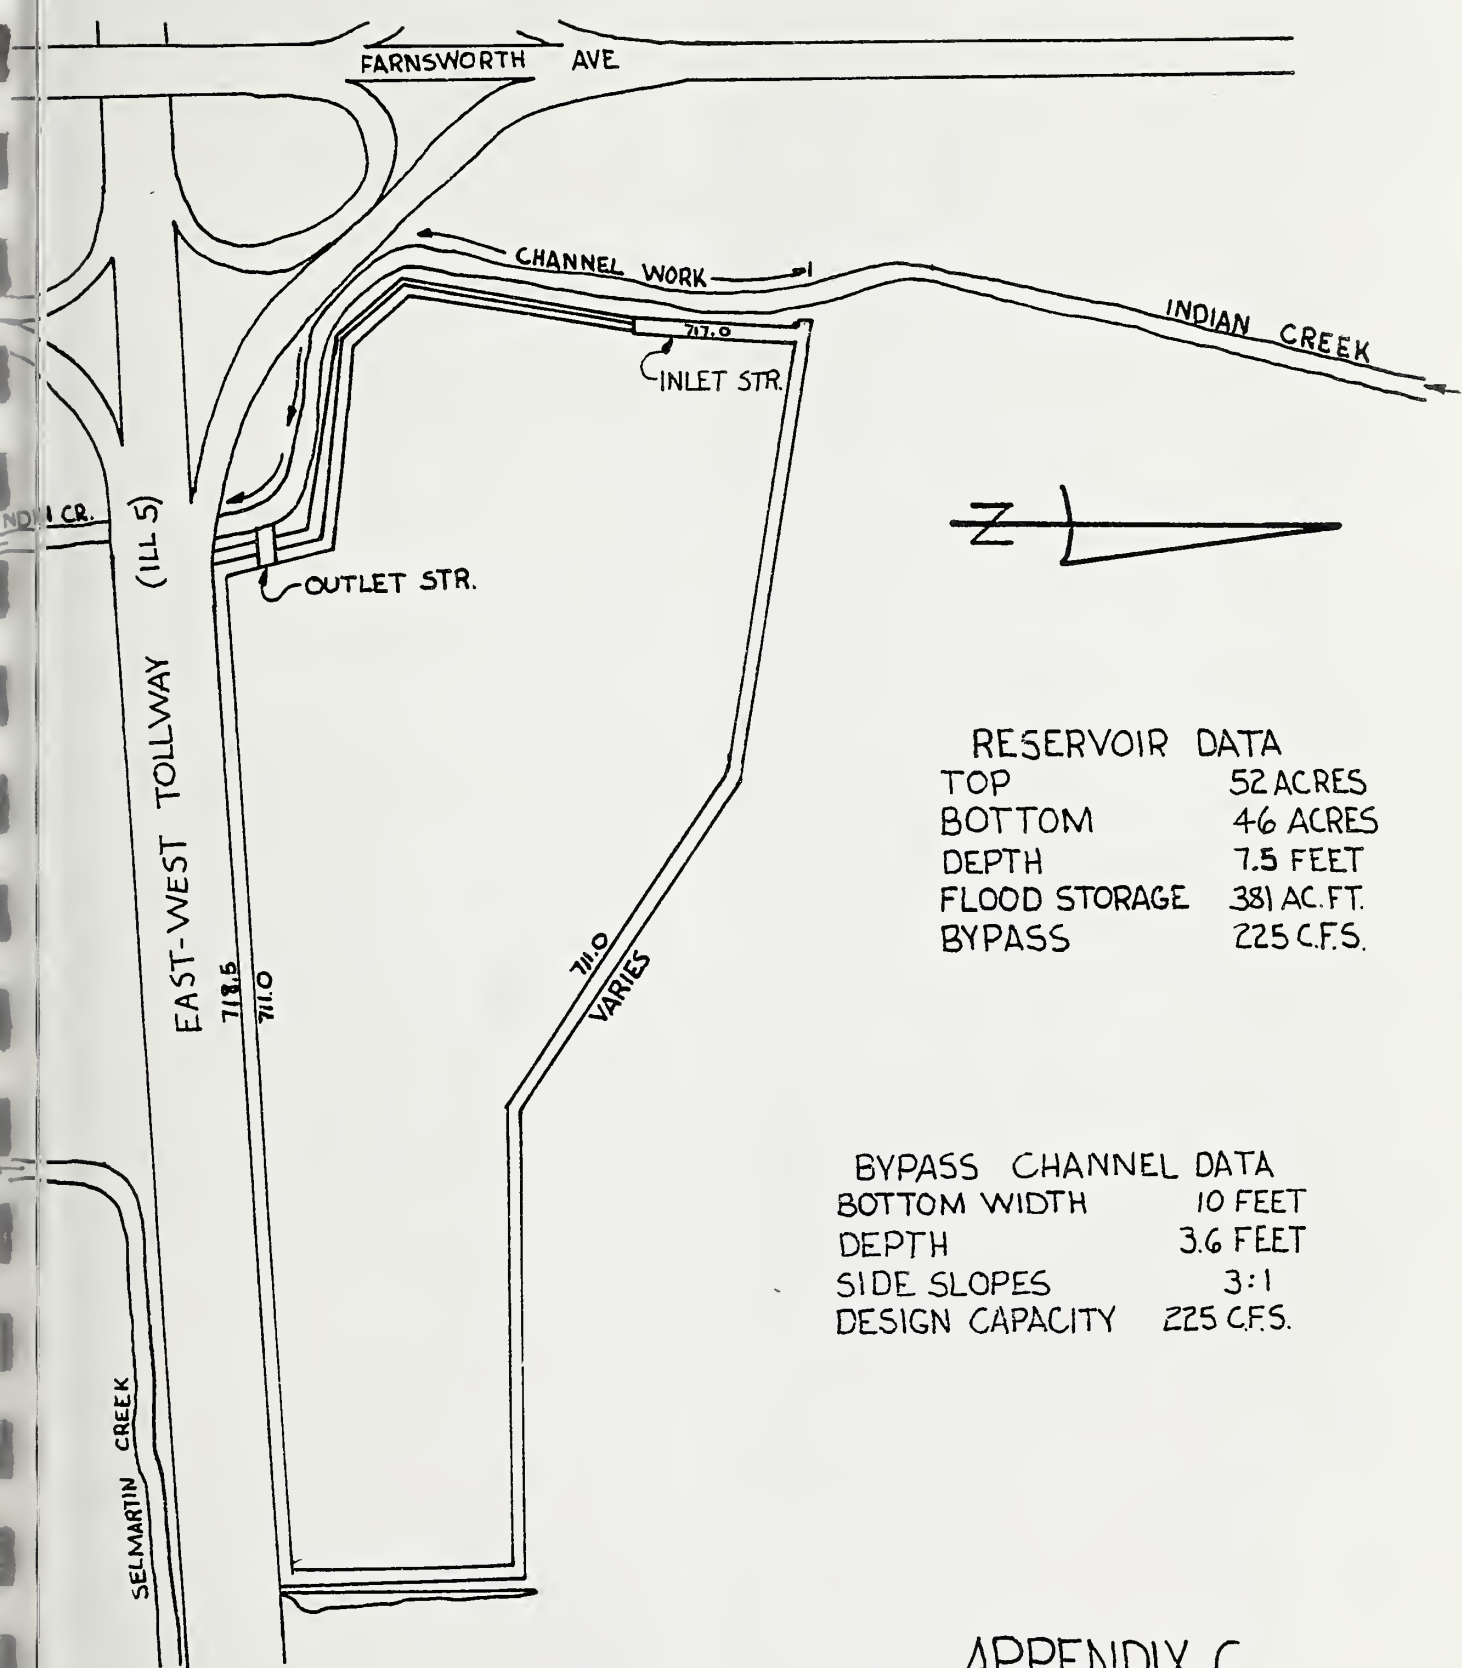 FARNSWORTH AVE
CHANNEL WORK
INDIAN CREEK
717.0
INLET STR.
(ILL 5)
INDIAN CR.
OUTLET STR.
N
EAST-WEST TOLLWAY
RESERVOIR DATA
TOP 52 ACRES
BOTTOM 46 ACRES
DEPTH 7.5 FEET
FLOOD STORAGE 381 AC.FT.
BYPASS 225 C.F.S.
718.5
711.0
711.0
VARIES
BYPASS CHANNEL DATA
BOTTOM WIDTH 10 FEET
DEPTH 3.6 FEET
SIDE SLOPES 3:1
DESIGN CAPACITY 225 C.F.S.
SELMARTIN CREEK
APPENDIX C